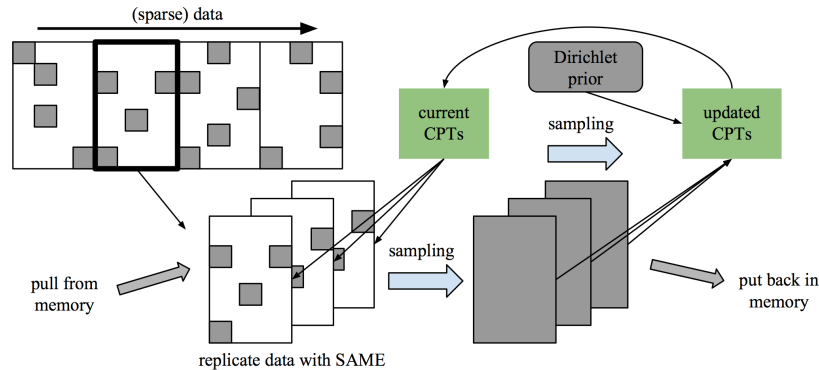 (sparse) data
Dirichlet
prior
current
CPTs
updated
CPTs
sampling
sampling
pull from
memory
put back in
memory
replicate data with SAME